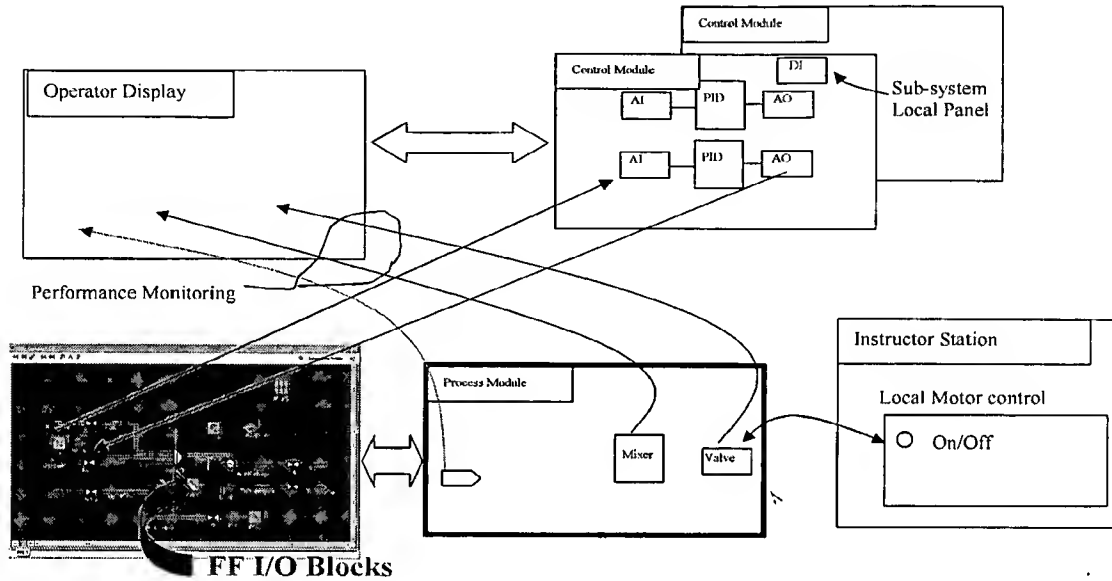 Control Module
Control Module
DI
Operator Display
AI
PID
AO
Sub-system
Local Panel
AI
PID
AO
Performance Monitoring
Instructor Station
Process Module
Local Motor control
On/Off
Mixer
Valve
FF I/O Blocks